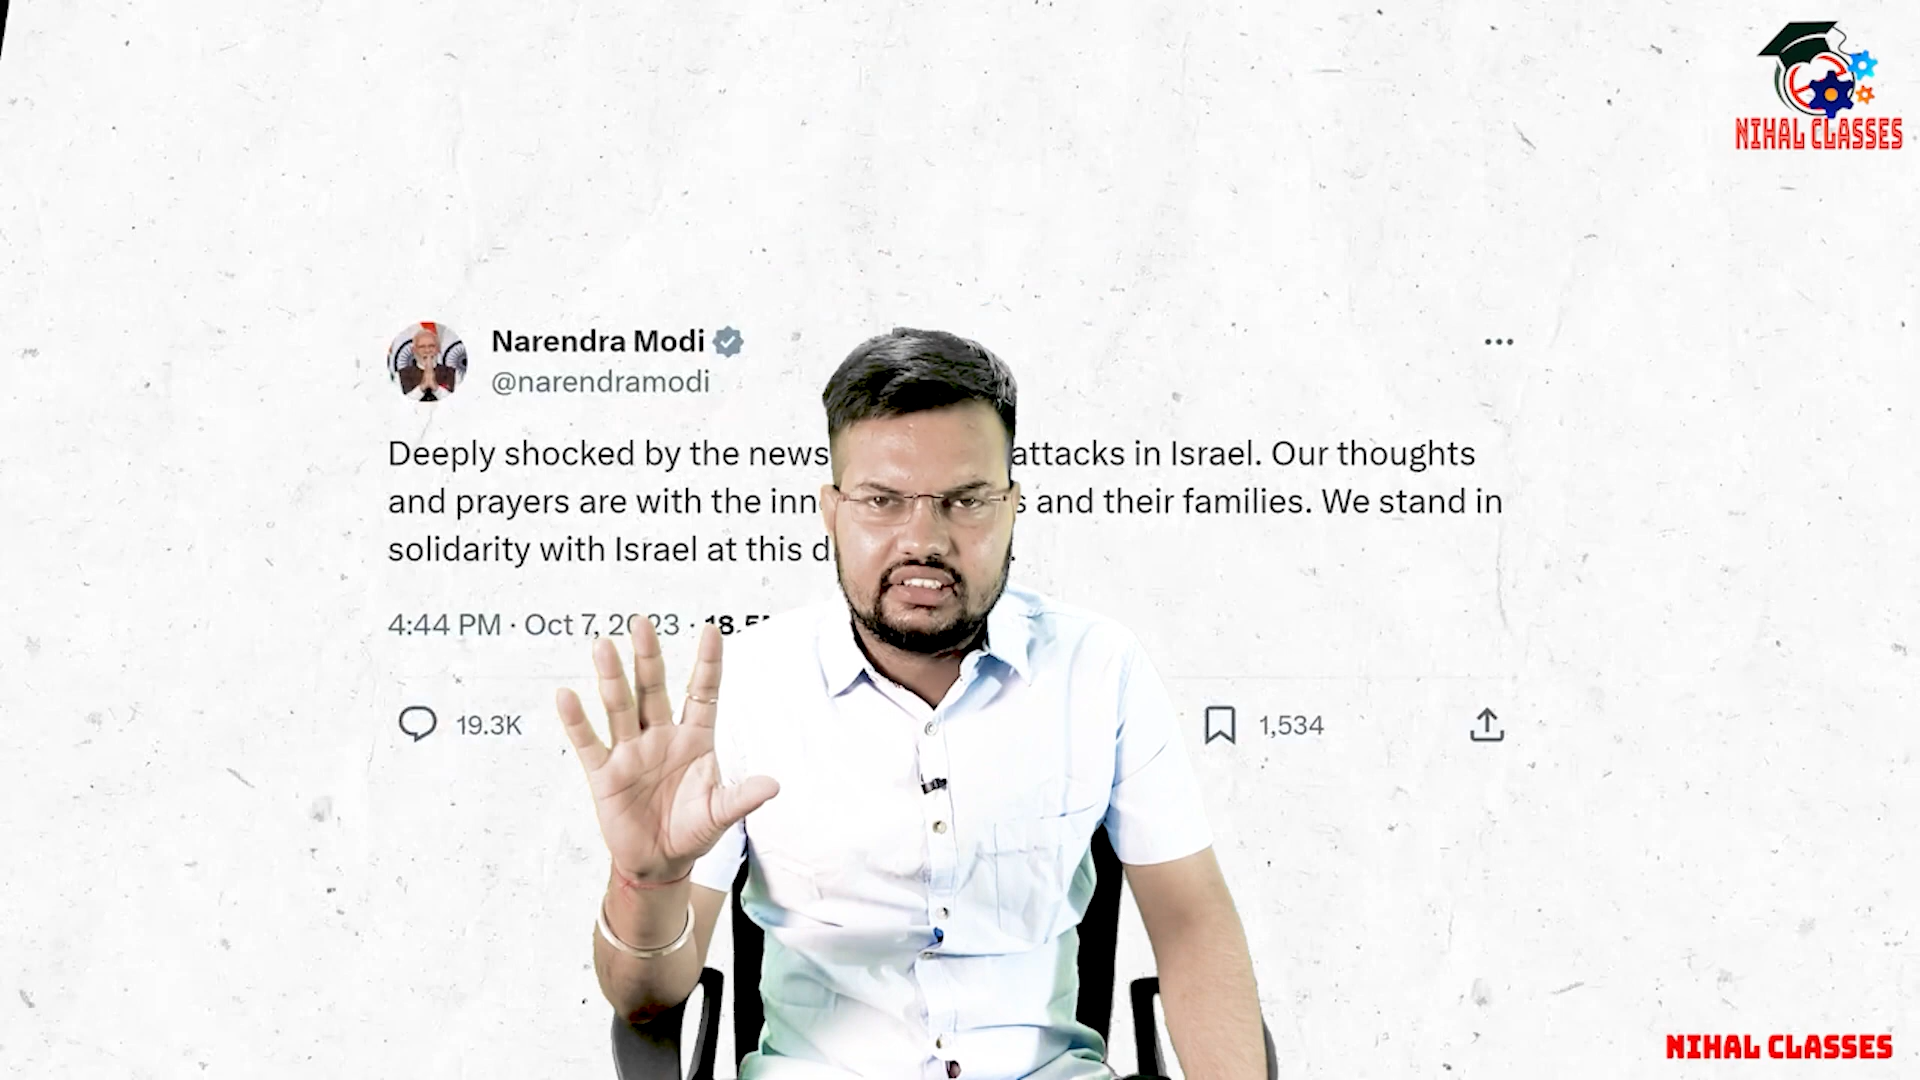 NIHAL CLASSES
Narendra Modi
@narendramodi
Deeply shocked by the news attacks in Israel. Our thoughts
and prayers are with the and their families. We stand in
solidarity with Israel at this
4:44 PM · Oct 7, 2023 ·
19.3K 1,534
NIHAL CLASSES